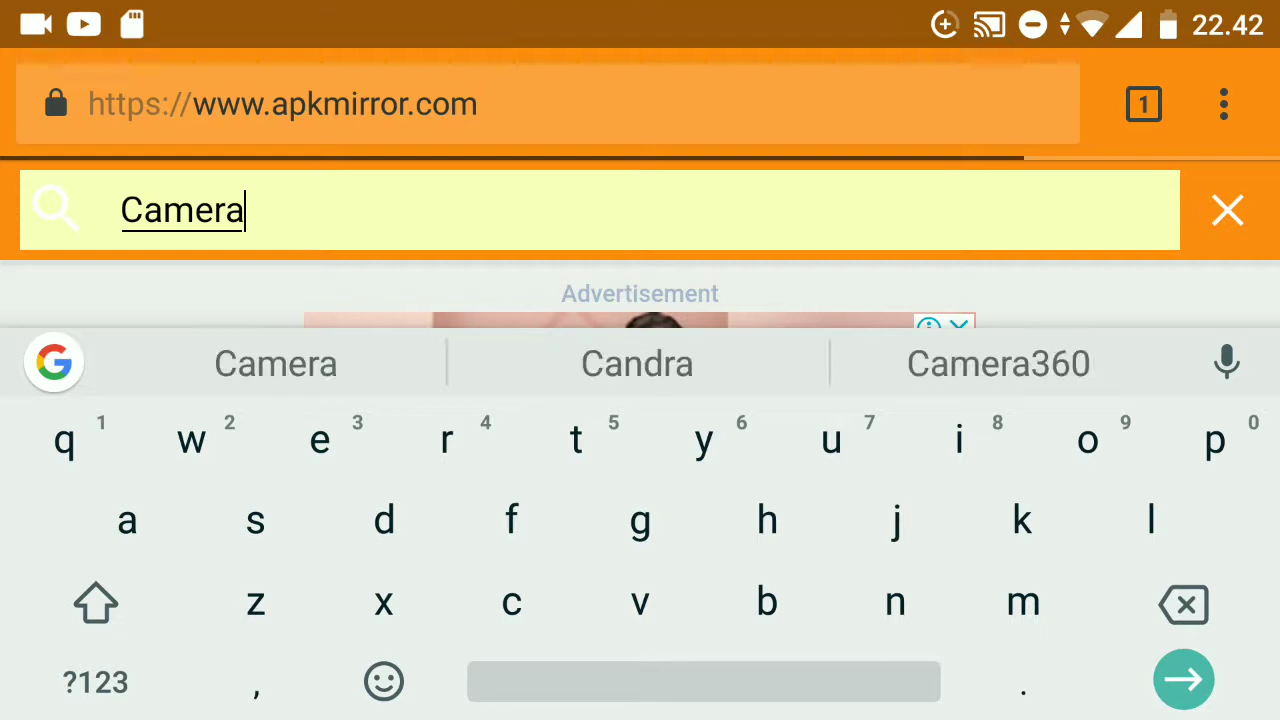 22.42
https://www.apkmirror.com
1
Camera
Advertisement
Camera Candra Camera360
q 1 w 2 e 3 r 4 t 5 y 6 u 7 i 8 o 9 p 0
a s d f g h j k l
z x c v b n m
?123 , .